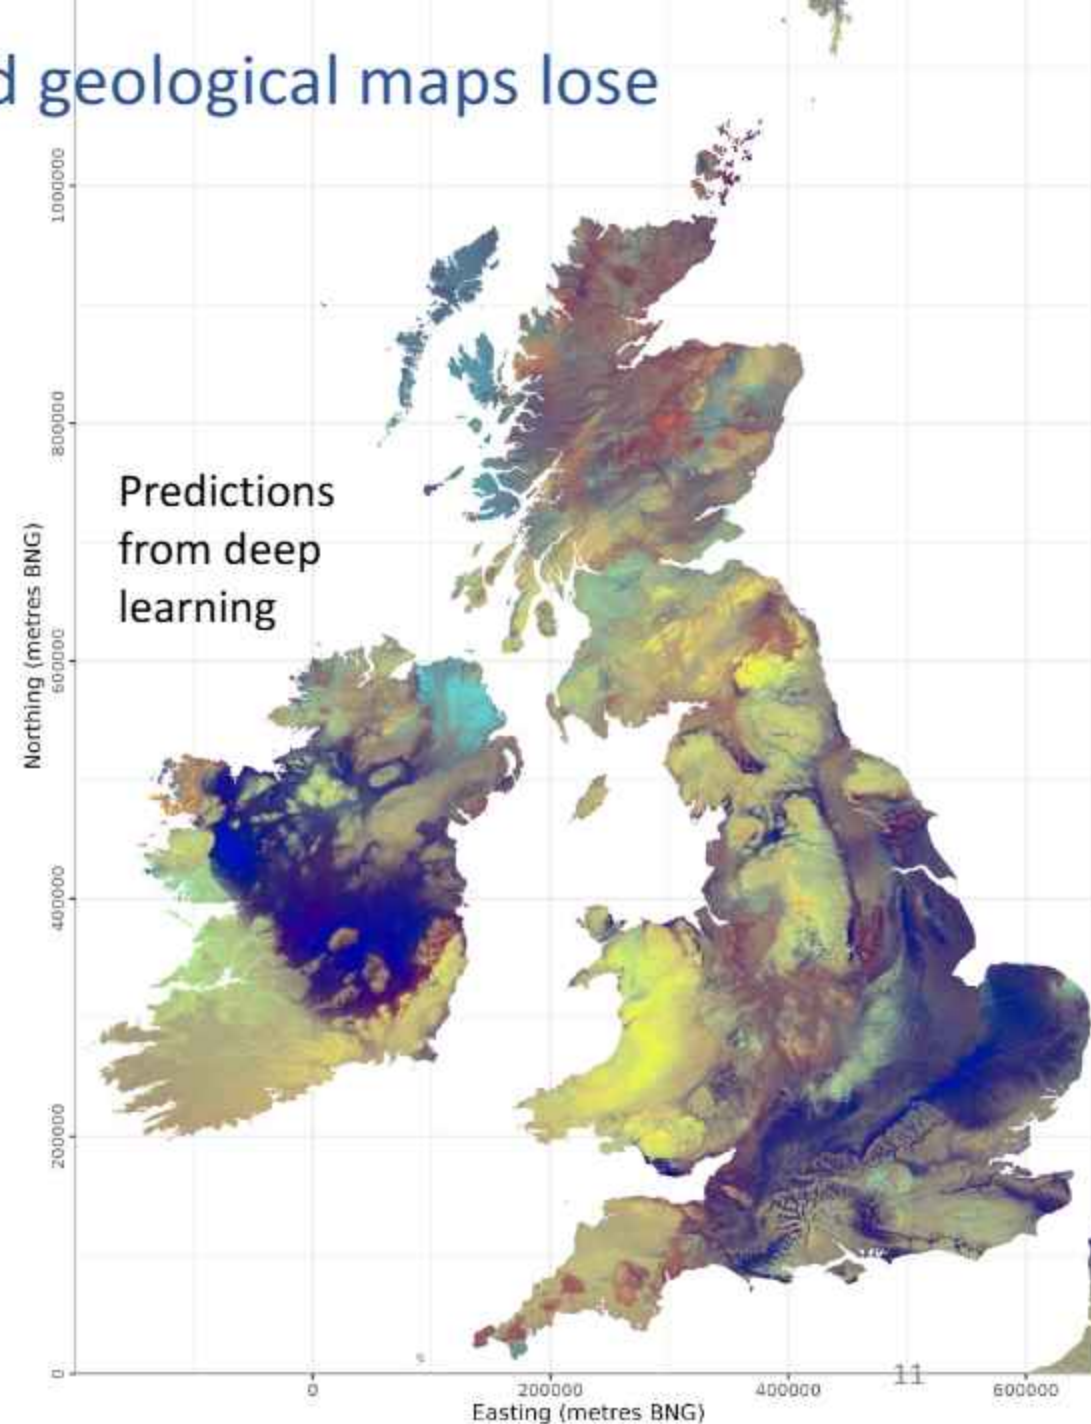 d geological maps lose
1000000
800000
Predictions
from deep
learning
Northing (metres BNG)
600000
400000
200000
0
0
200000
400000
11
600000
Easting (metres BNG)